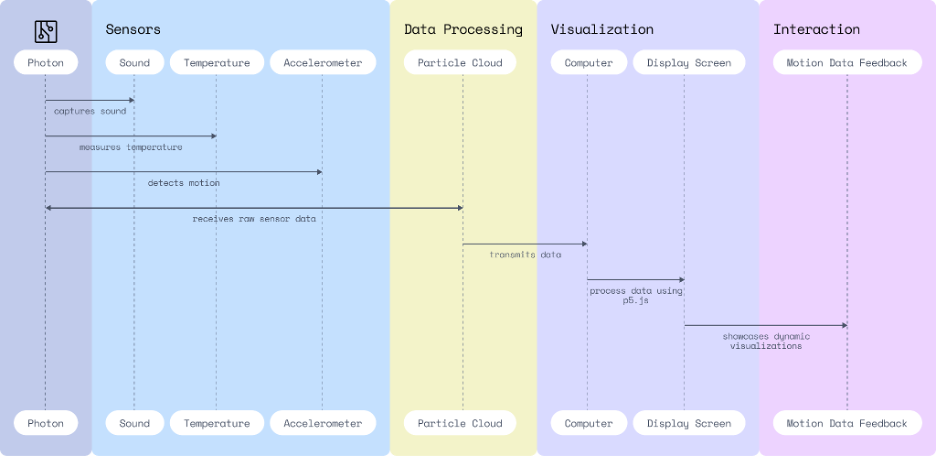 Sensors
Data Processing
Visualization
Interaction
Photon
Sound
Temperature
Accelerometer
Particle Cloud
Computer
Display Screen
Motion Data Feedback
captures sound
measures temperature
detects motion
receives raw sensor data
transmits data
process data using
p5.js
showcases dynamic
visualizations
Photon
Sound
Temperature
Accelerometer
Particle Cloud
Computer
Display Screen
Motion Data Feedback